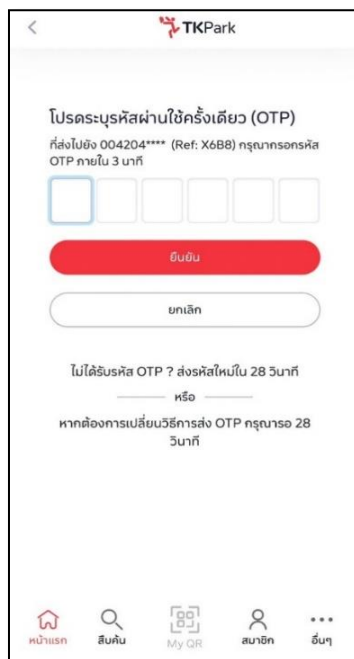 TKPark
โปรดระบุรหัสผ่านใช้ครั้งเดียว (OTP)
ที่ส่งไปยัง 004204**** (Ref: X6B8) กรุณากรอกรหัส
OTP ภายใน 3 นาที
ยืนยัน
ยกเลิก
ไม่ได้รับรหัส OTP ? ส่งรหัสใหม่ใน 28 วินาที
หรือ
หากต้องการเปลี่ยนวิธีการส่ง OTP กรุณารอ 28
วินาที
หน้าแรก สืบค้น My QR สมาชิก อื่นๆ